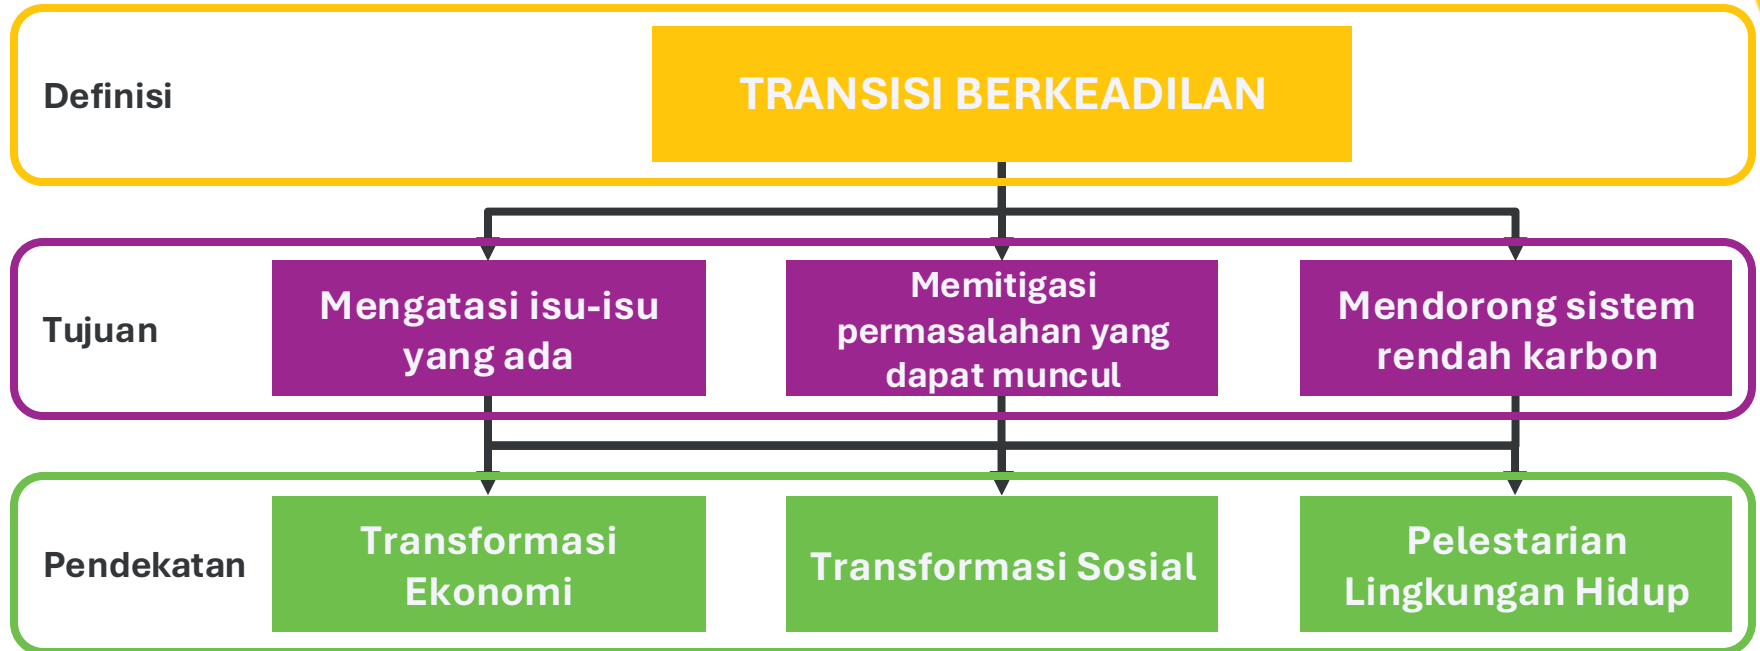 Definisi
TRANSISI BERKEADILAN
Tujuan
Mengatasi isu-isu
yang ada
Memitigasi
permasalahan yang
dapat muncul
Mendorong sistem
rendah karbon
Pendekatan
Transformasi
Ekonomi
Transformasi Sosial
Pelestarian
Lingkungan Hidup